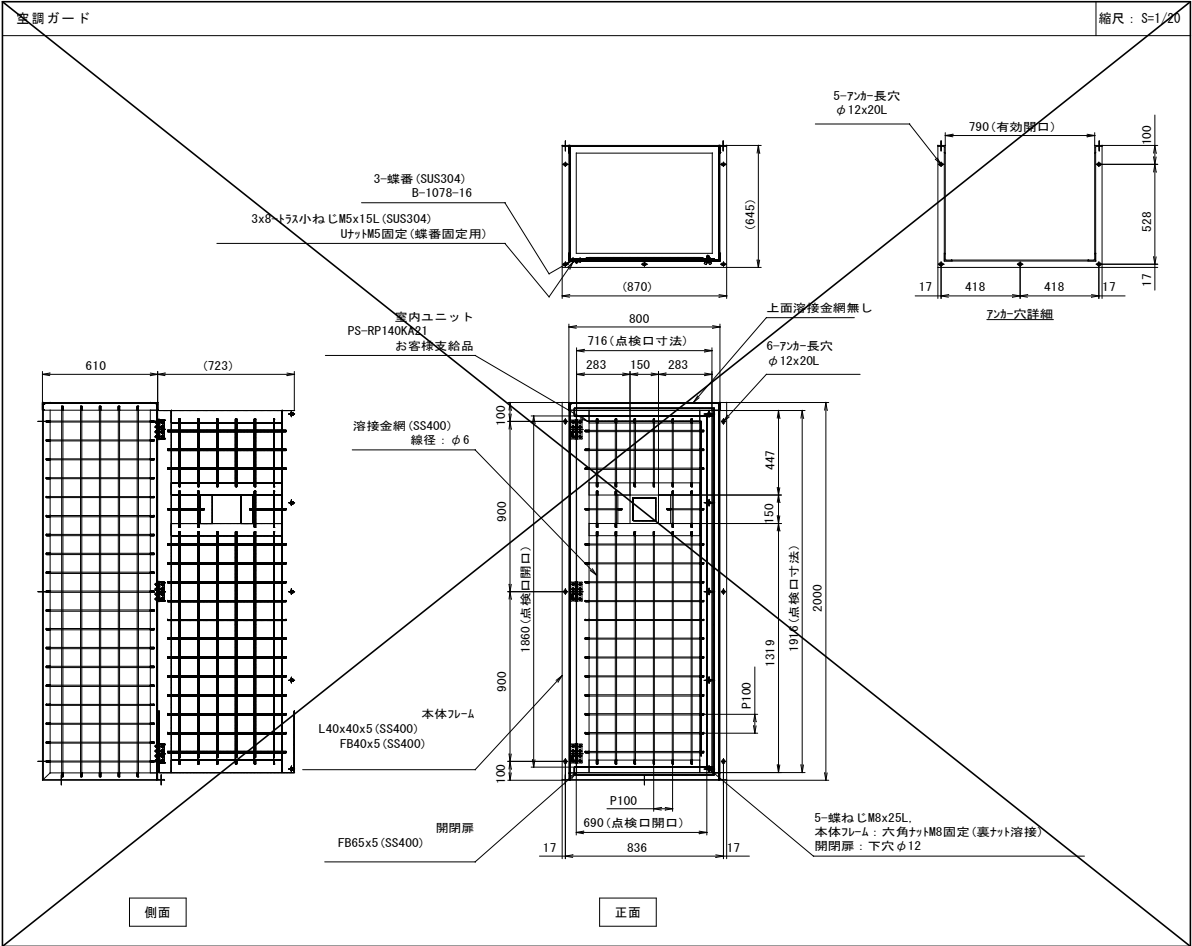 空調ガード
縮尺：S=1/20
5-ｱﾝｶｰ長穴
φ12x20L
790(有効開口)
100
528
17
17
418
418
17
ｱﾝｶｰ穴詳細
3-蝶番(SUS304)
B-1078-16
3x8-ﾄﾗｽ小ねじM5x15L(SUS304)
UﾅｯﾄM5固定(蝶番固定用)
(645)
(870)
室内ユニット
PS-RP140KA21
お客様支給品
800
上面溶接金網無し
716(点検口寸法)
283
150
283
6-ｱﾝｶｰ長穴
φ12x20L
610
(723)
溶接金網(SS400)
線径：φ6
100
900
900
100
1860(点検口開口)
447
150
1319
1915(点検口寸法)
2000
P100
本体ﾌﾚｰﾑ
L40x40x5(SS400)
FB40x5(SS400)
P100
690(点検口開口)
開閉扉
FB65x5(SS400)
17
836
17
5-蝶ねじM8x25L,
本体ﾌﾚｰﾑ：六角ﾅｯﾄM8固定(裏ﾅｯﾄ溶接)
開閉扉：下穴φ12
側面
正面